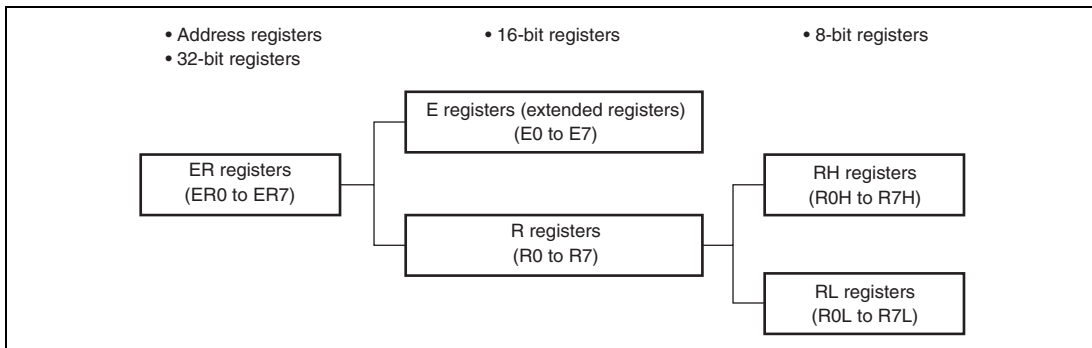 • Address registers
• 32-bit registers
• 16-bit registers
• 8-bit registers
E registers (extended registers)
(E0 to E7)
ER registers
(ER0 to ER7)
RH registers
(R0H to R7H)
R registers
(R0 to R7)
RL registers
(R0L to R7L)